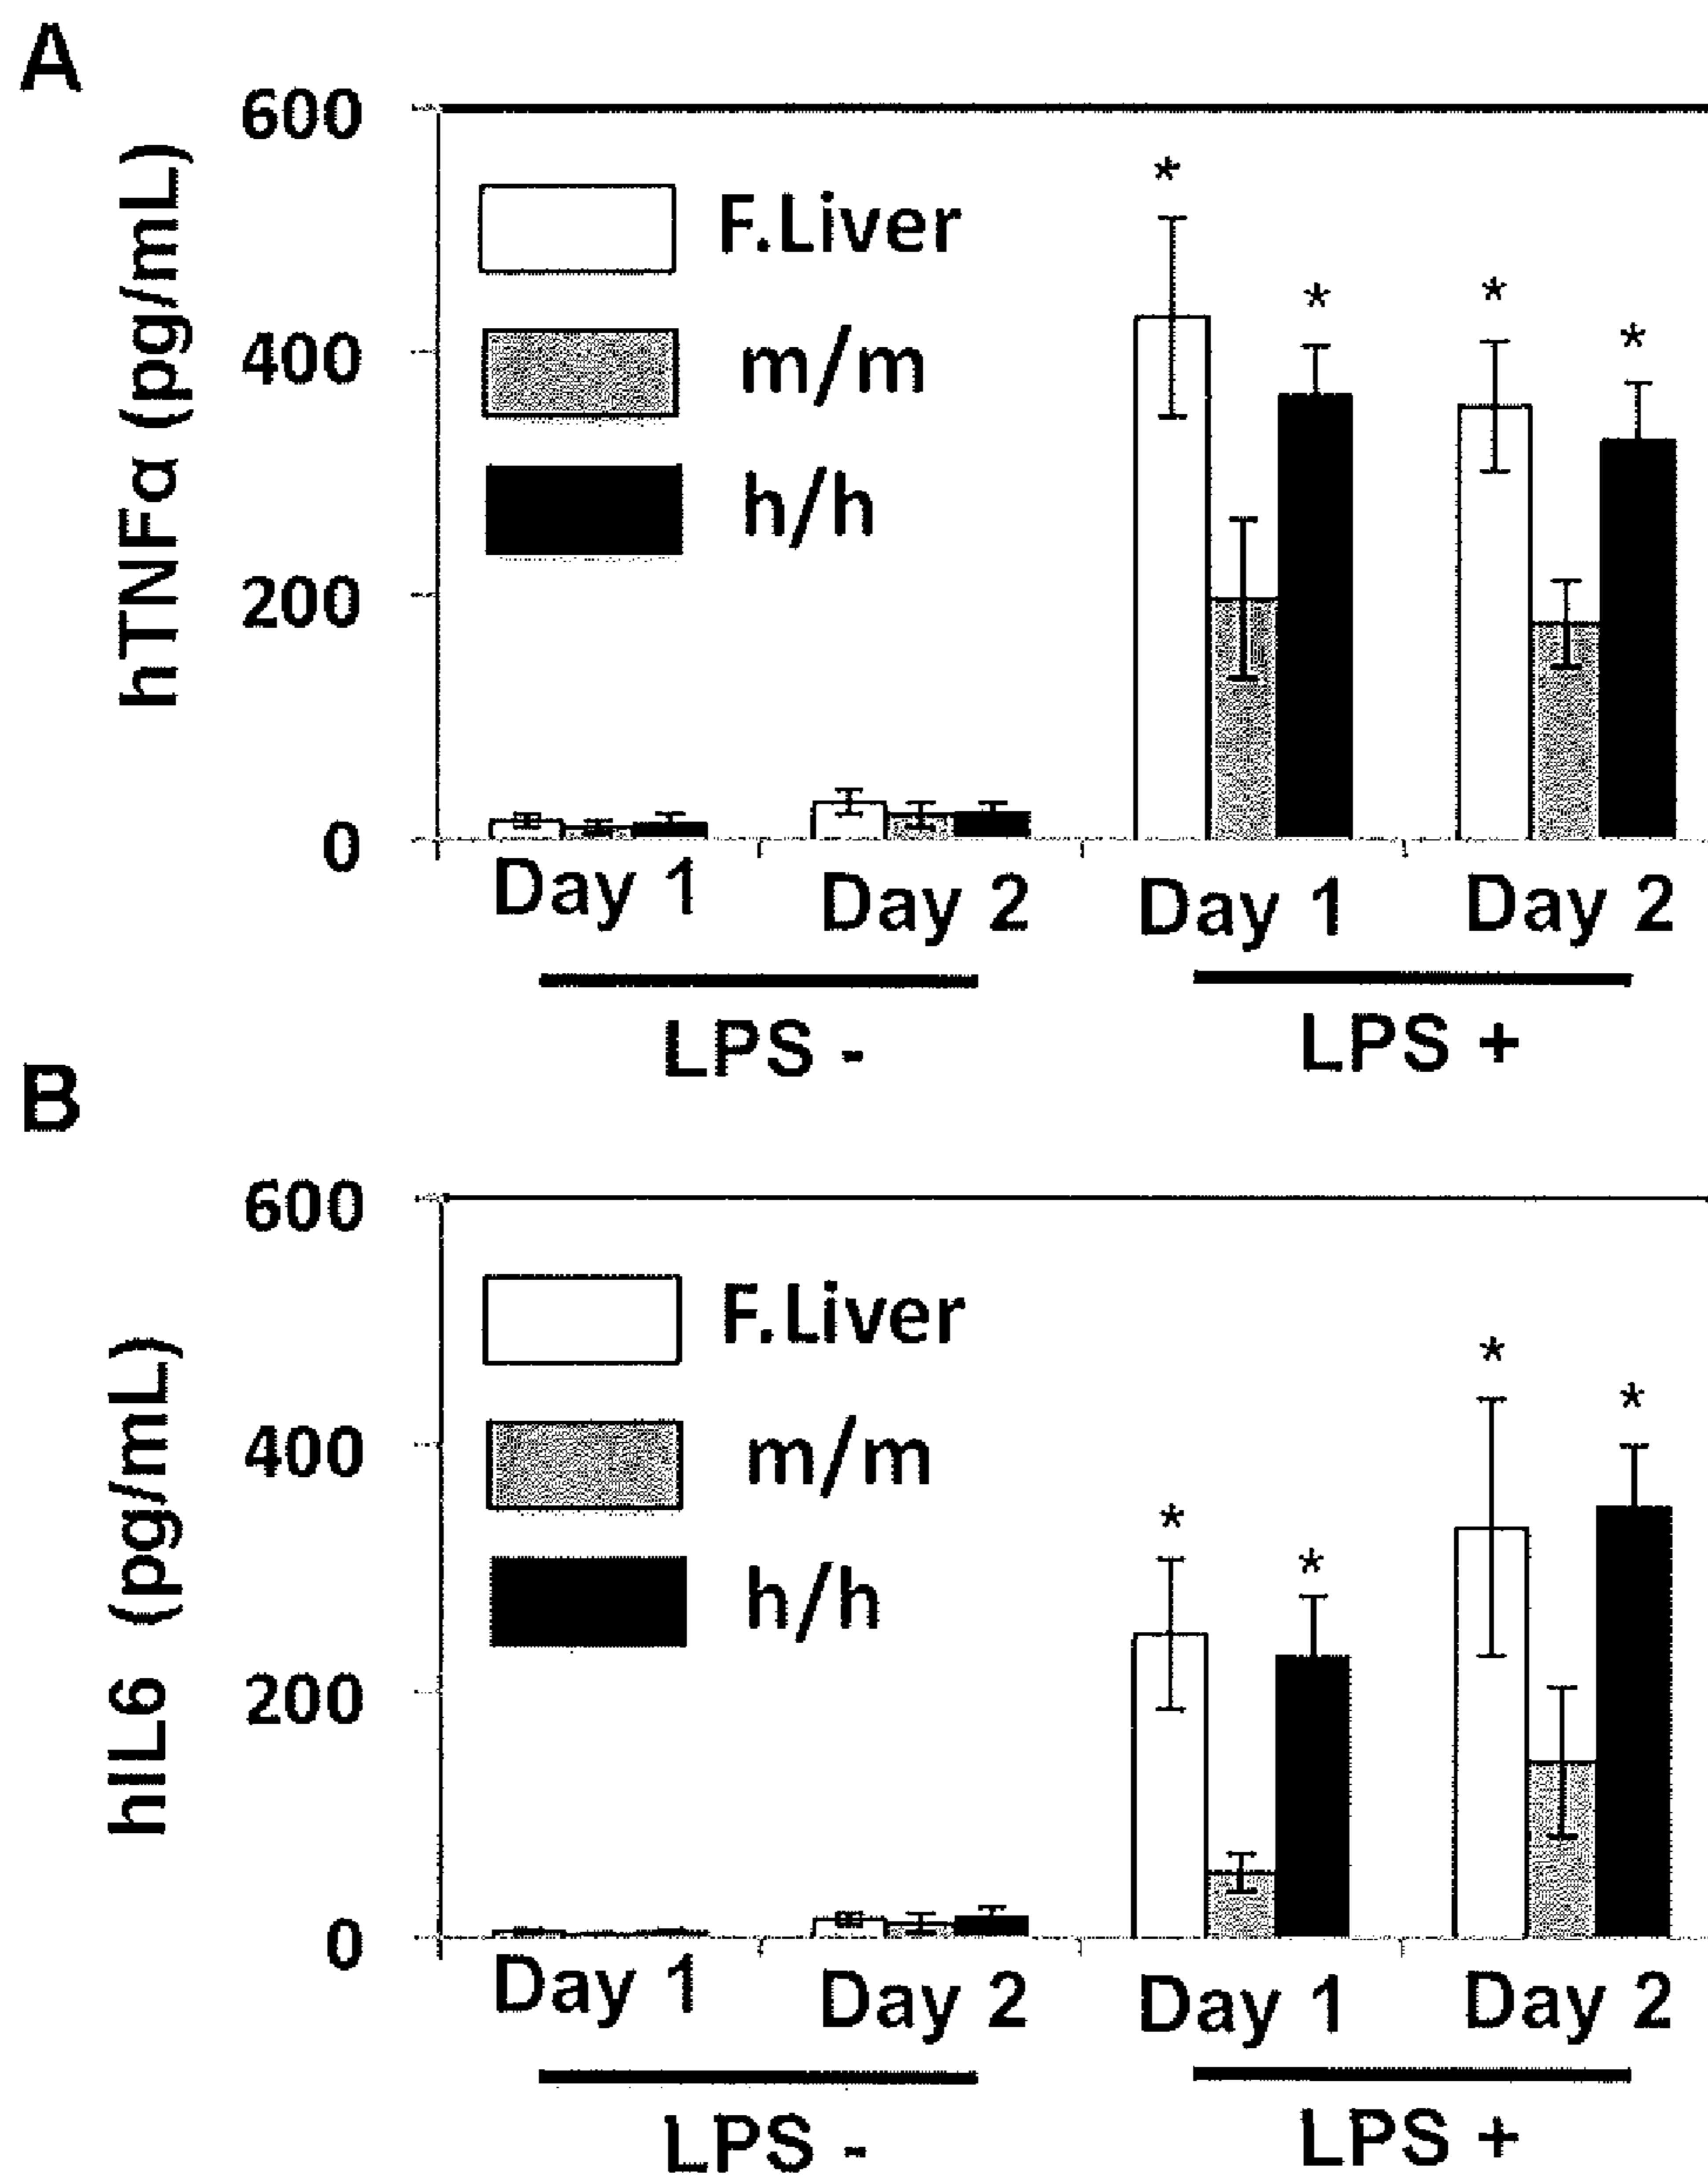 A
hTNFα (pg/mL)
600
400
200
0
F.Liver
m/m
h/h
* * * *
Day 1 Day 2 Day 1 Day 2
LPS - LPS +
B
hIL6 (pg/mL)
600
400
200
0
F.Liver
m/m
h/h
* * * *
Day 1 Day 2 Day 1 Day 2
LPS - LPS +